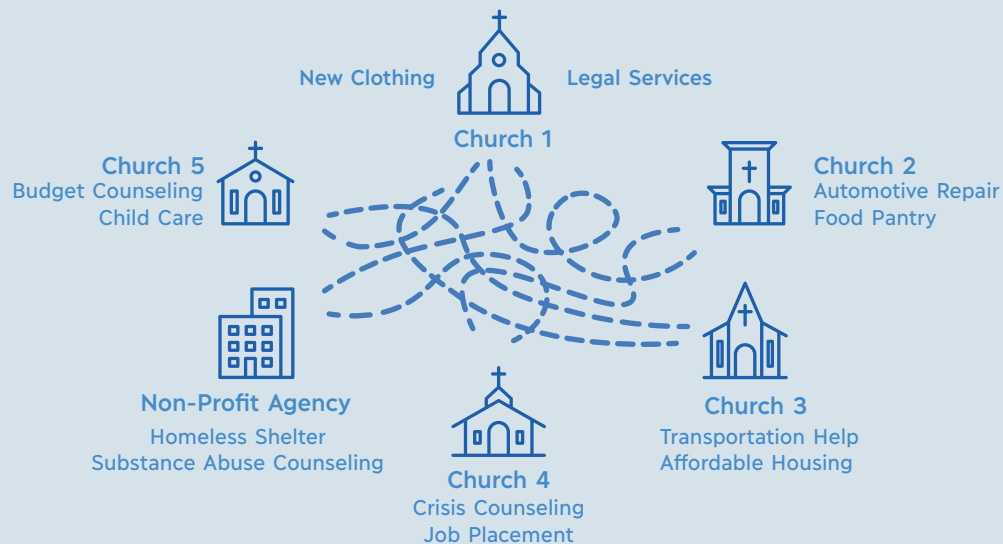 New Clothing
Legal Services
Church 1
Church 5
Budget Counseling
Child Care
Church 2
Automotive Repair
Food Pantry
Non-Profit Agency
Homeless Shelter
Substance Abuse Counseling
Church 4
Crisis Counseling
Job Placement
Church 3
Transportation Help
Affordable Housing